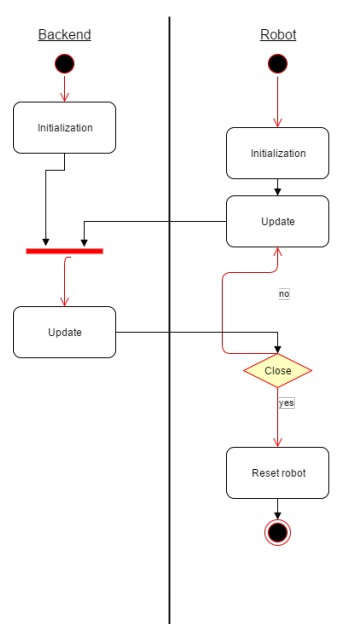 Backend
Robot
Initialization
Initialization
Update
no
Update
Close
yes
Reset robot